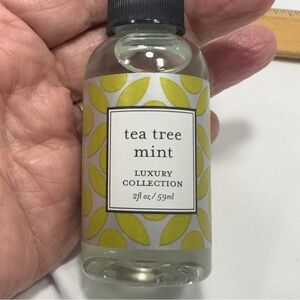 tea tree
mint
LUXURY
COLLECTION
2fl oz / 59ml